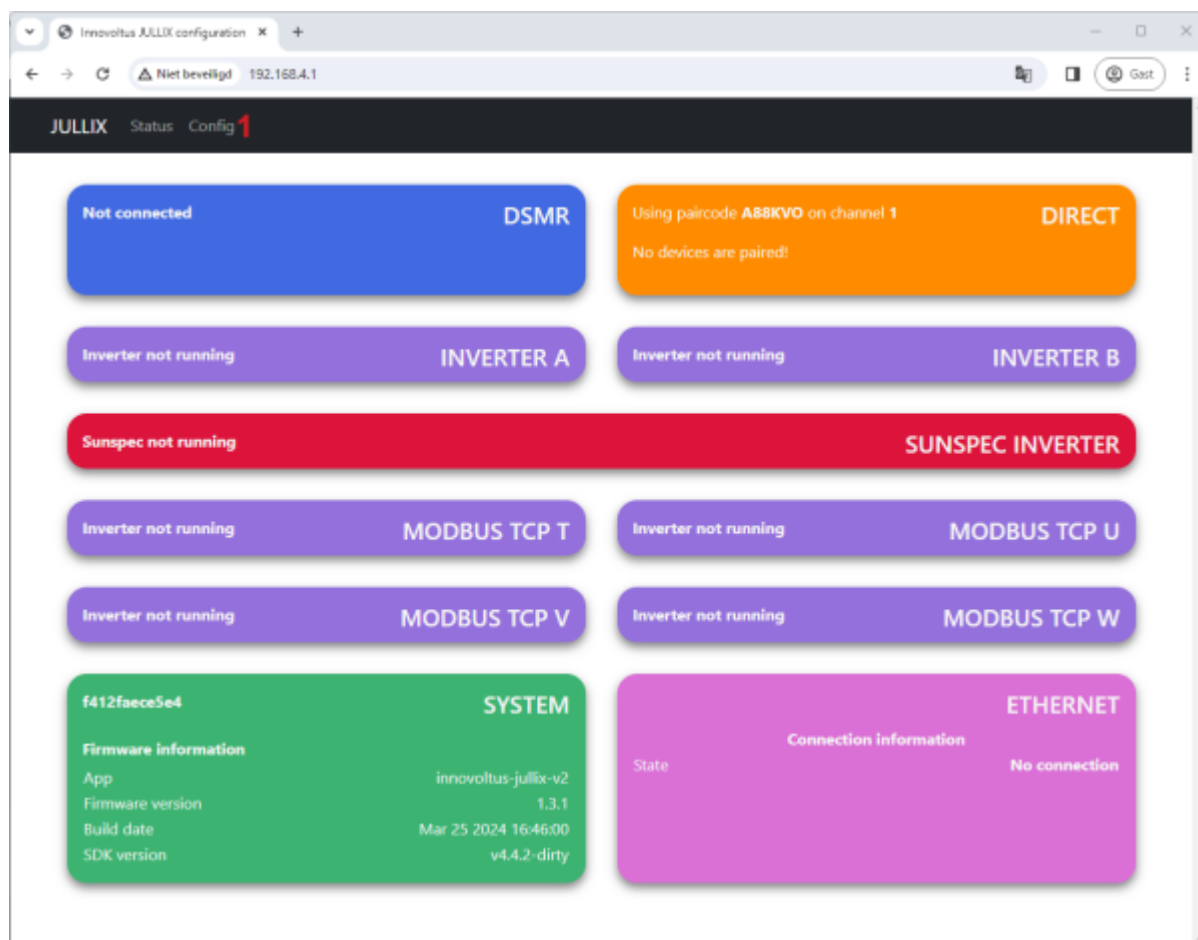 Innovoltus JULLIX configuration
Niet beveiligd 192.168.4.1 Gast
JULLIX Status Config 1
Not connected DSMR
Using paircode A88KVO on channel 1 DIRECT
No devices are paired!
Inverter not running INVERTER A
Inverter not running INVERTER B
Sunspec not running SUNSPEC INVERTER
Inverter not running MODBUS TCP T
Inverter not running MODBUS TCP U
Inverter not running MODBUS TCP V
Inverter not running MODBUS TCP W
f412faece5e4 SYSTEM
Firmware information
App innovoltus-jullix-v2
Firmware version 1.3.1
Build date Mar 25 2024 16:46:00
SDK version v4.4.2-dirty
ETHERNET
Connection information
State No connection